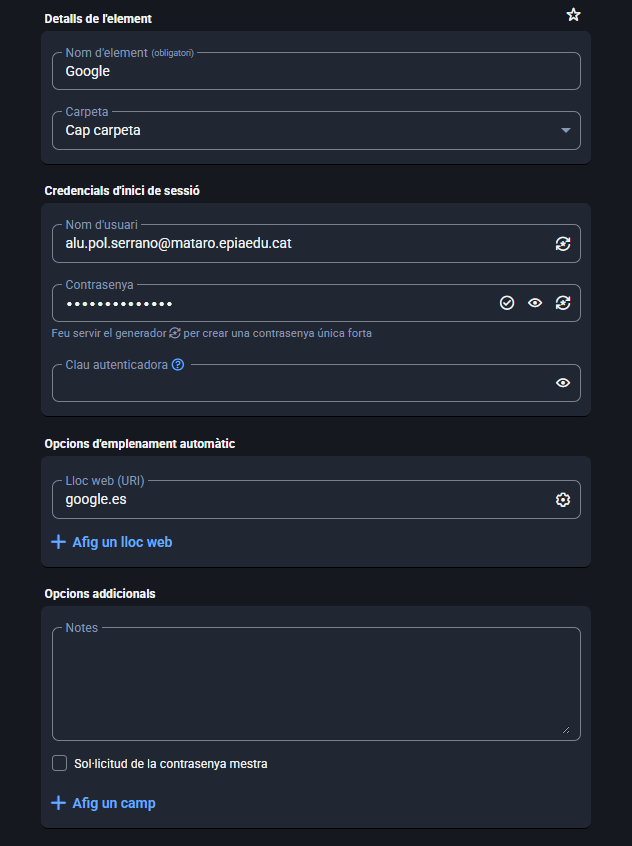 Detalls de l'element
Nom d'element (obligatori)
Google
Carpeta
Cap carpeta
Credencials d'inici de sessió
Nom d'usuari
alu.pol.serrano@mataro.epiaedu.cat
Contrasenya
••••••••••••••
Feu servir el generador per crear una contrasenya única forta
Clau autenticadora
Opcions d'emplenament automàtic
Lloc web (URI)
google.es
Afig un lloc web
Opcions addicionals
Notes
Sol·licitud de la contrasenya mestra
Afig un camp